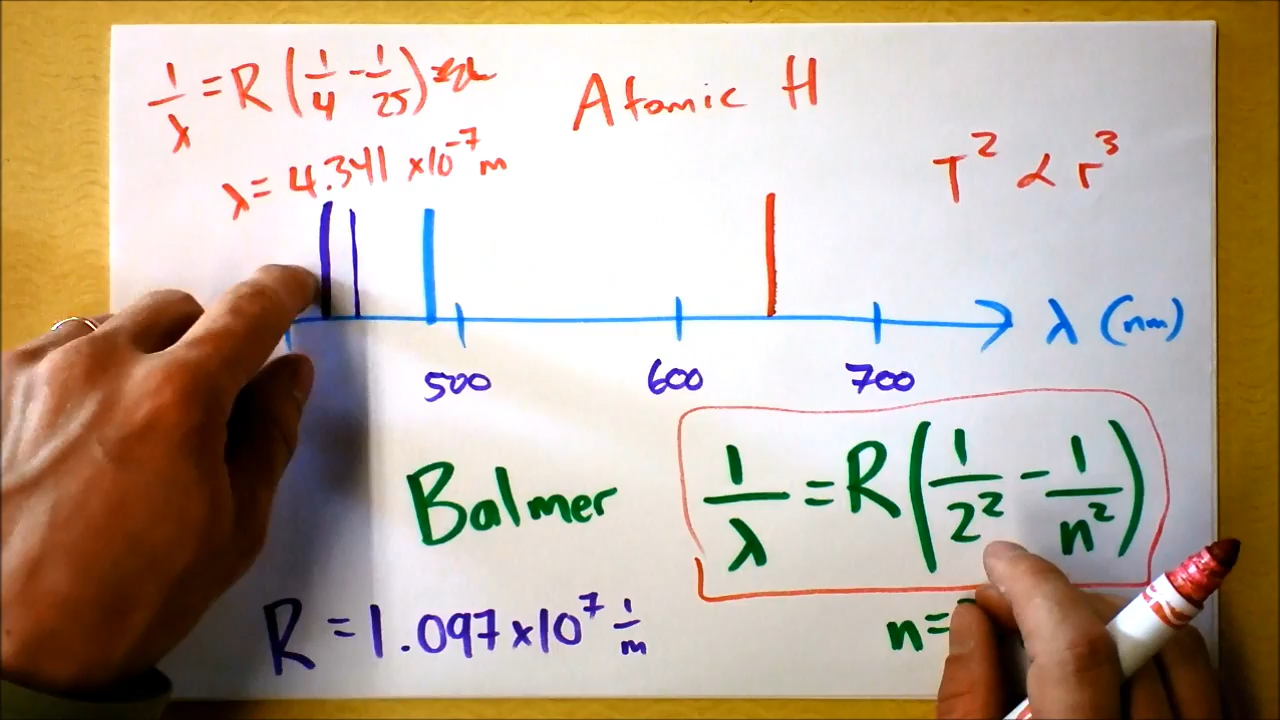 1/λ = R (1/4 - 1/25)
λ = 4.341 × 10⁻⁷ m
Atomic H
T² ∝ r³
λ (nm)
500 600 700
Balmer
1/λ = R (1/2² - 1/n²)
R = 1.097 × 10⁷ 1/m
n =